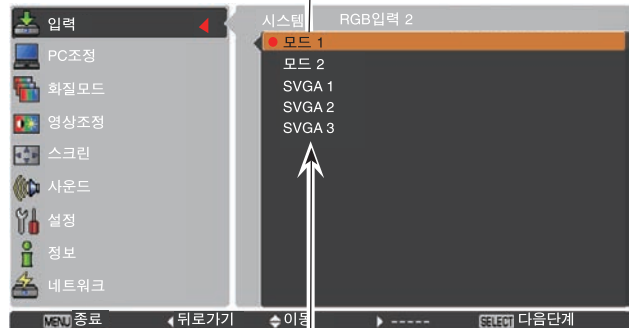 입력
PC조정
화질모드
영상조정
스크린
사운드
설정
정보
네트워크
시스템 RGB입력 2
모드 1
모드 2
SVGA 1
SVGA 2
SVGA 3
MENU 종료 뒤로가기 이동 ----- SELECT 다음단계